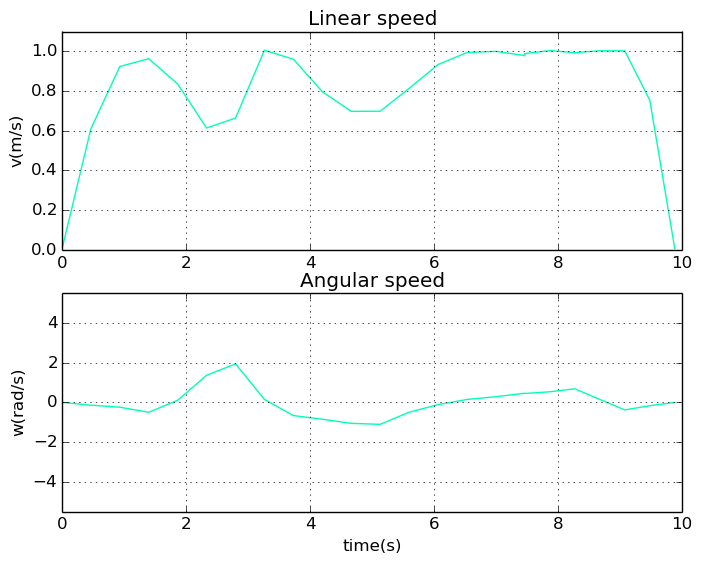 Linear speed
1.0
0.8
0.6
0.4
0.2
0.0
v(m/s)
0 2 4 6 8 10
Angular speed
4
2
0
−2
−4
w(rad/s)
0 2 4 6 8 10
time(s)